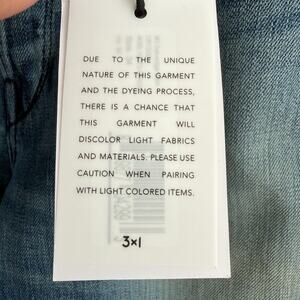 DUE TO THE UNIQUE
NATURE OF THIS GARMENT
AND THE DYEING PROCESS,
THERE IS A CHANCE THAT
THIS GARMENT WILL
DISCOLOR LIGHT FABRICS
AND MATERIALS. PLEASE USE
CAUTION WHEN PAIRING
WITH LIGHT COLORED ITEMS.
3×1